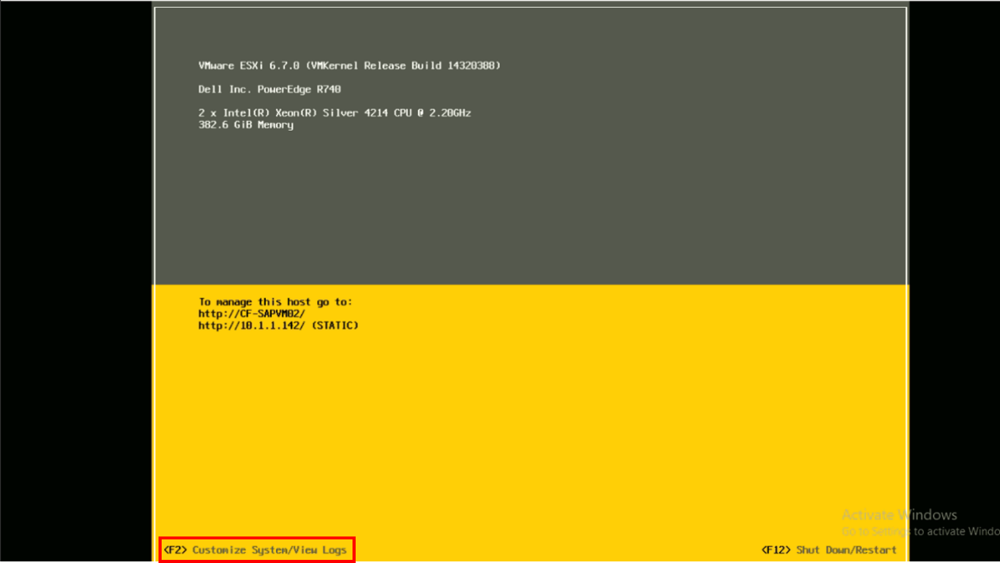 VMware ESXi 6.7.0 (VMKernel Release Build 14320388)
Dell Inc. PowerEdge R740
2 x Intel(R) Xeon(R) Silver 4214 CPU @ 2.20GHz
382.6 GiB Memory
To manage this host go to:
http://CF-SAPVM02/
http://10.1.1.142/ (STATIC)
Activate Windows
Go to Settings to activate Windo
<F2> Customize System/View Logs
<F12> Shut Down/Restart